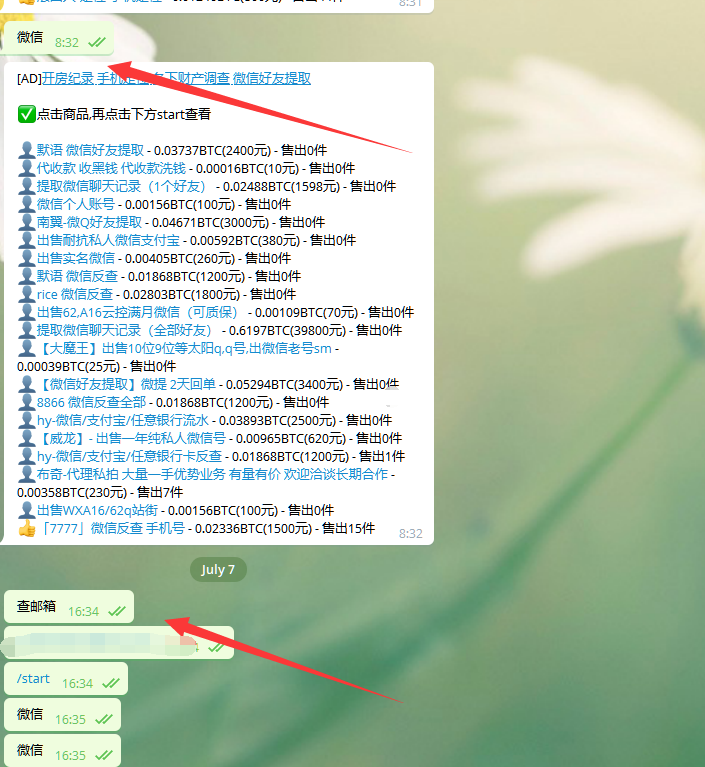 8:31
微信 8:32
[AD]开房纪录 手机定位 名下财产调查 微信好友提取
点击商品,再点击下方start查看
默语 微信好友提取 - 0.03737BTC(2400元) - 售出0件
代收款 收黑钱 代收款洗钱 - 0.00016BTC(10元) - 售出0件
提取微信聊天记录（1个好友） - 0.02488BTC(1598元) - 售出0件
微信个人账号 - 0.00156BTC(100元) - 售出0件
南翼-微Q好友提取 - 0.04671BTC(3000元) - 售出0件
出售耐抗私人微信支付宝 - 0.00592BTC(380元) - 售出0件
出售实名微信 - 0.00405BTC(260元) - 售出0件
默语 微信反查 - 0.01868BTC(1200元) - 售出0件
rice 微信反查 - 0.02803BTC(1800元) - 售出0件
出售62,A16云控满月微信（可质保） - 0.00109BTC(70元) - 售出0件
提取微信聊天记录（全部好友） - 0.6197BTC(39800元) - 售出0件
【大魔王】出售10位9位等太阳q,q号,出微信老号sm -
0.00039BTC(25元) - 售出0件
【微信好友提取】微提 2天回单 - 0.05294BTC(3400元) - 售出0件
8866 微信反查全部 - 0.01868BTC(1200元) - 售出0件
hy-微信/支付宝/任意银行流水 - 0.03893BTC(2500元) - 售出0件
【威龙】- 出售一年纯私人微信号 - 0.00965BTC(620元) - 售出0件
hy-微信/支付宝/任意银行卡反查 - 0.01868BTC(1200元) - 售出1件
布奇-代理私拍 大量一手优势业务 有量有价 欢迎洽谈长期合作 -
0.00358BTC(230元) - 售出7件
出售WXA16/62q站街 - 0.00156BTC(100元) - 售出0件
「7777」微信反查 手机号 - 0.02336BTC(1500元) - 售出15件
8:32
July 7
查邮箱 16:34
/start 16:34
微信 16:35
微信 16:35